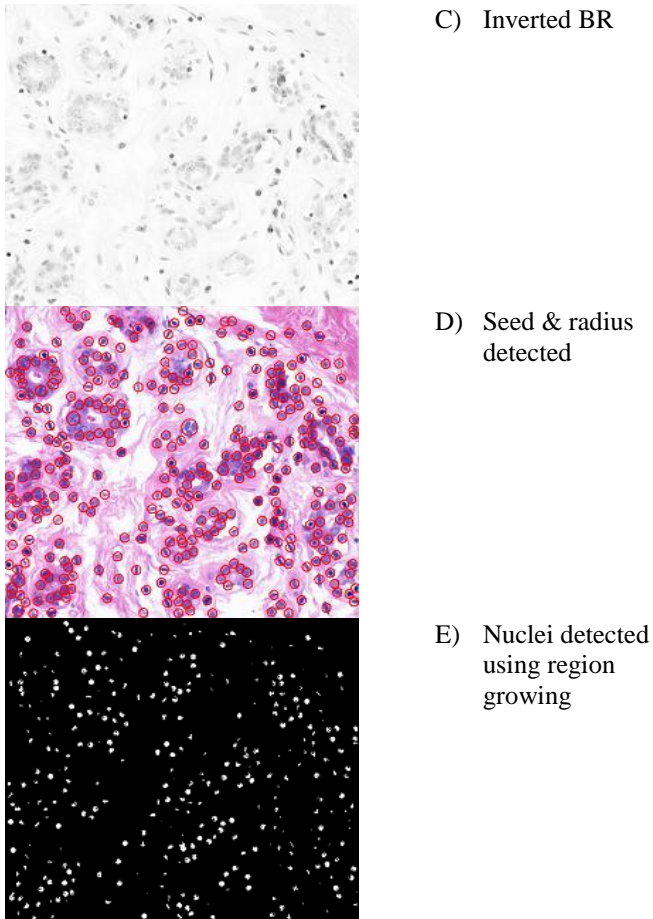 C) Inverted BR
D) Seed & radius
detected
E) Nuclei detected
using region
growing